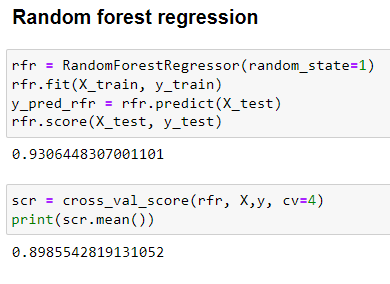 Random forest regression
rfr = RandomForestRegressor(random_state=1)
rfr.fit(X_train, y_train)
y_pred_rfr = rfr.predict(X_test)
rfr.score(X_test, y_test)
0.9306448307001101
scr = cross_val_score(rfr, X,y, cv=4)
print(scr.mean())
0.8985542819131052